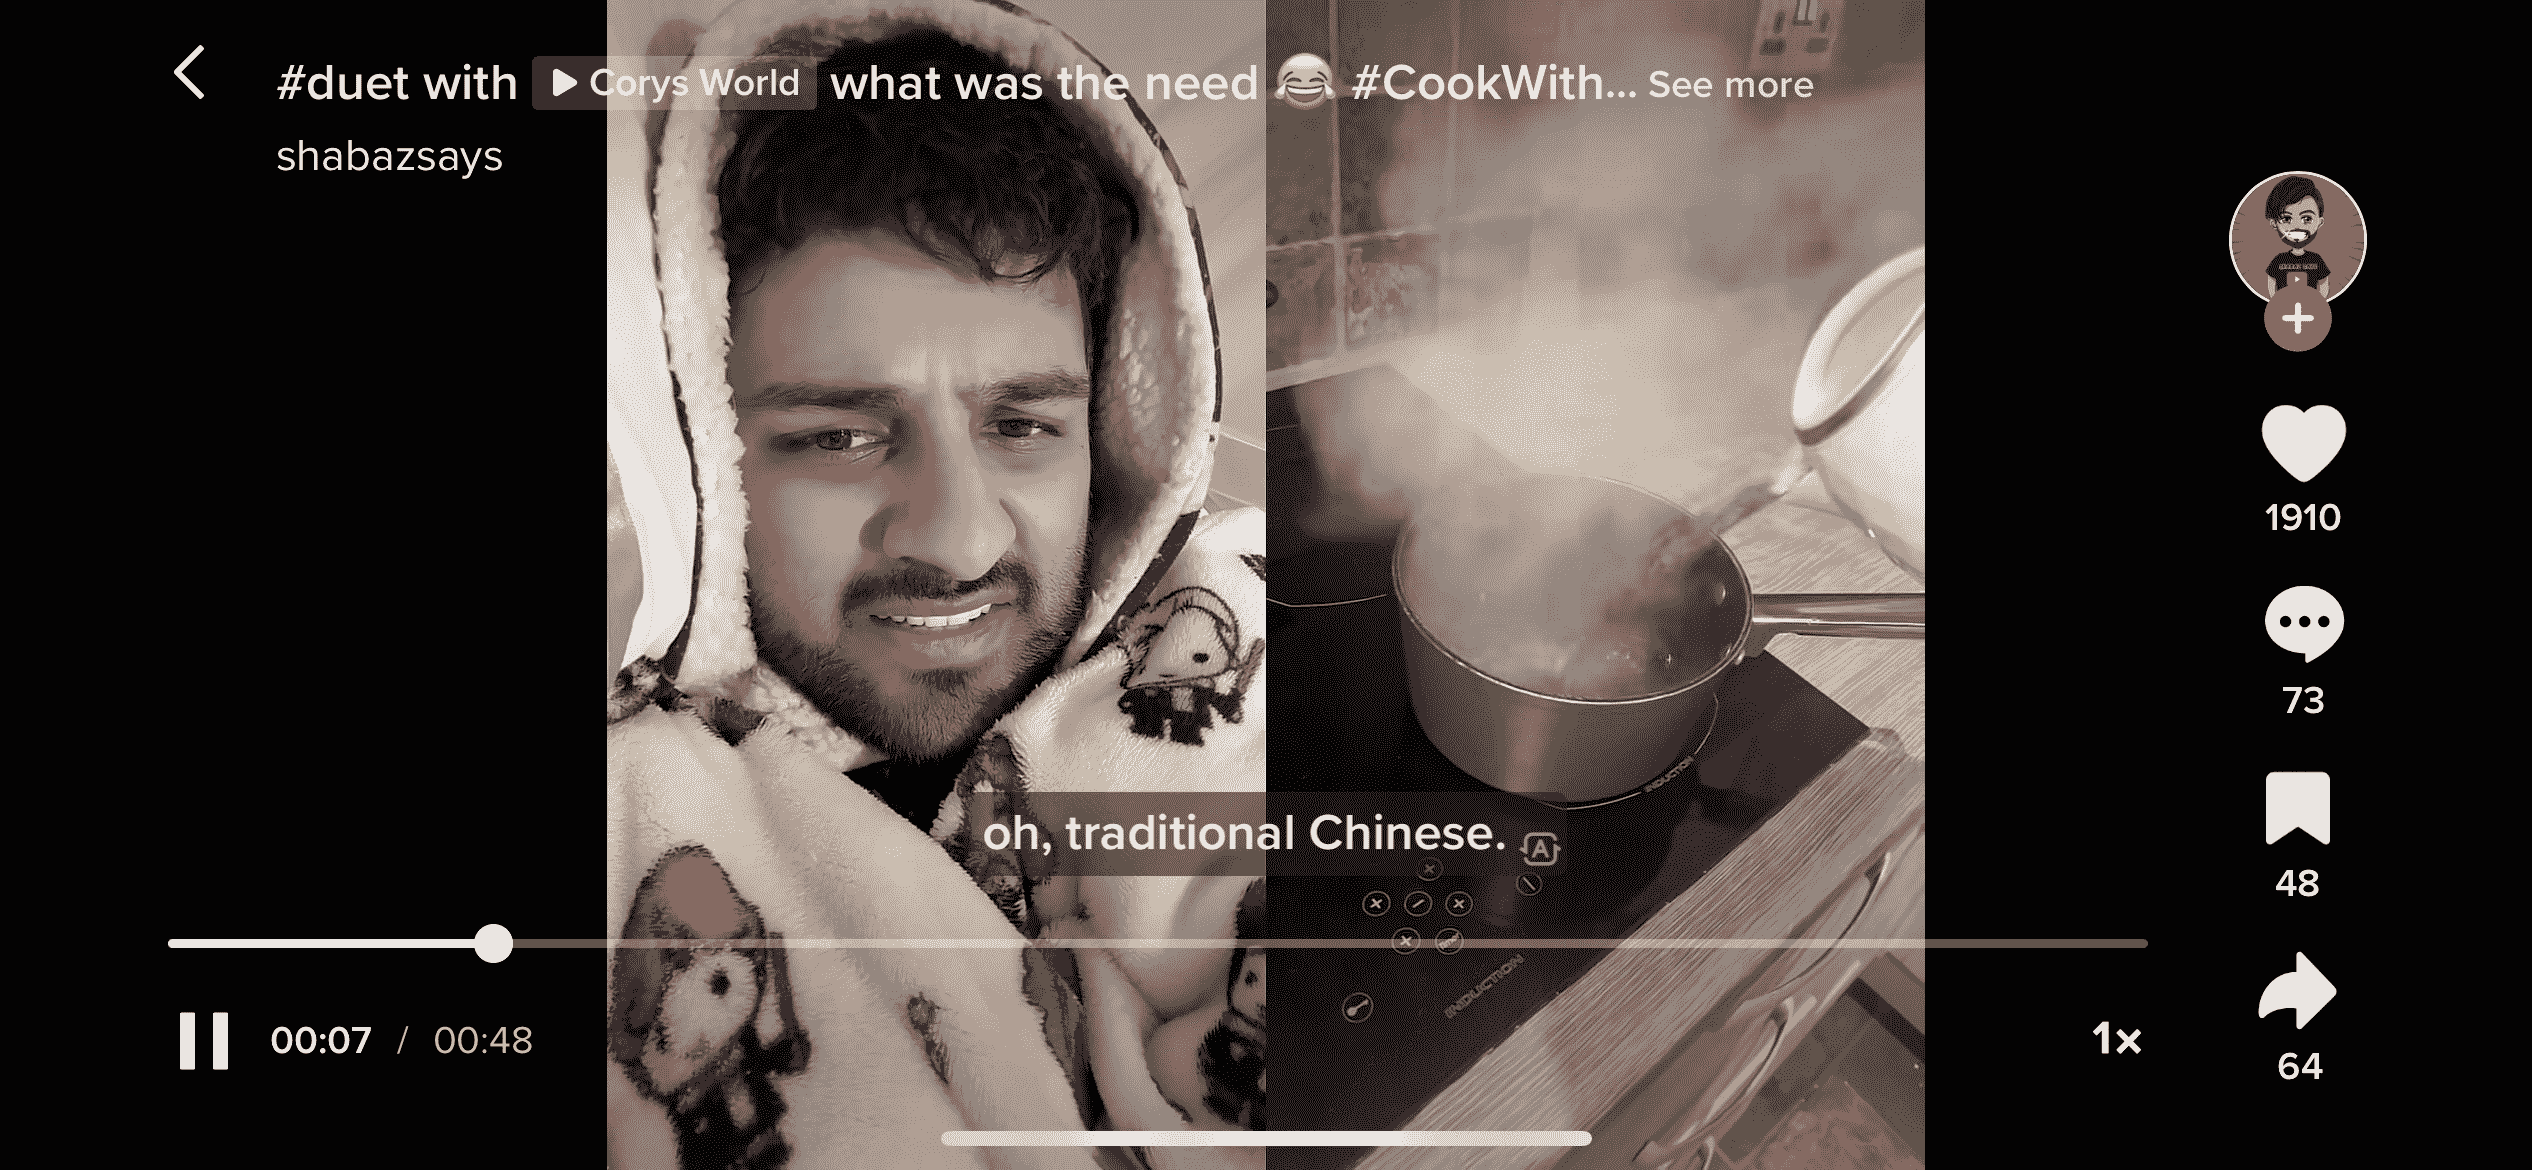 #duet with Corys World what was the need 😂 #CookWith... See more
shabazsays
1910
73
oh, traditional Chinese.
48
INDUCTION
INDUCTION
00:07 / 00:48
1x
64